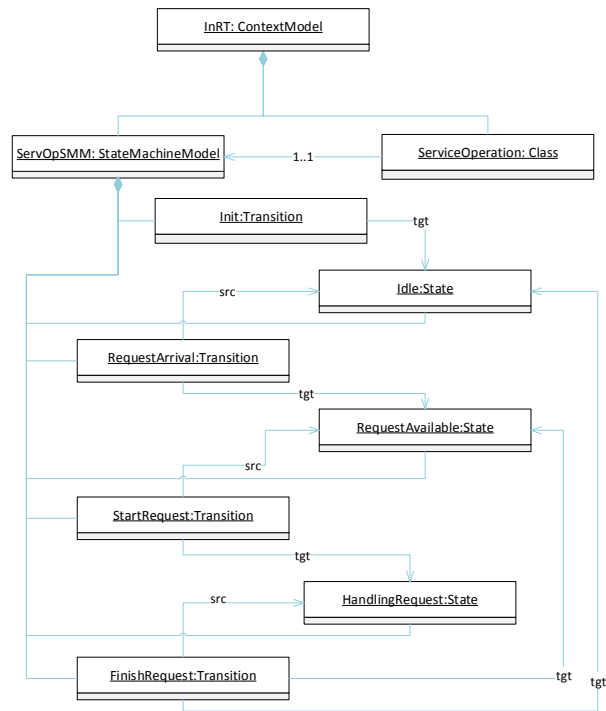 InRT: ContextModel
ServOpSMM: StateMachineModel
1..1
ServiceOperation: Class
Init:Transition
tgt
src
Idle:State
RequestArrival:Transition
tgt
RequestAvailable:State
src
StartRequest:Transition
tgt
src
HandlingRequest:State
FinishRequest:Transition
tgt
tgt